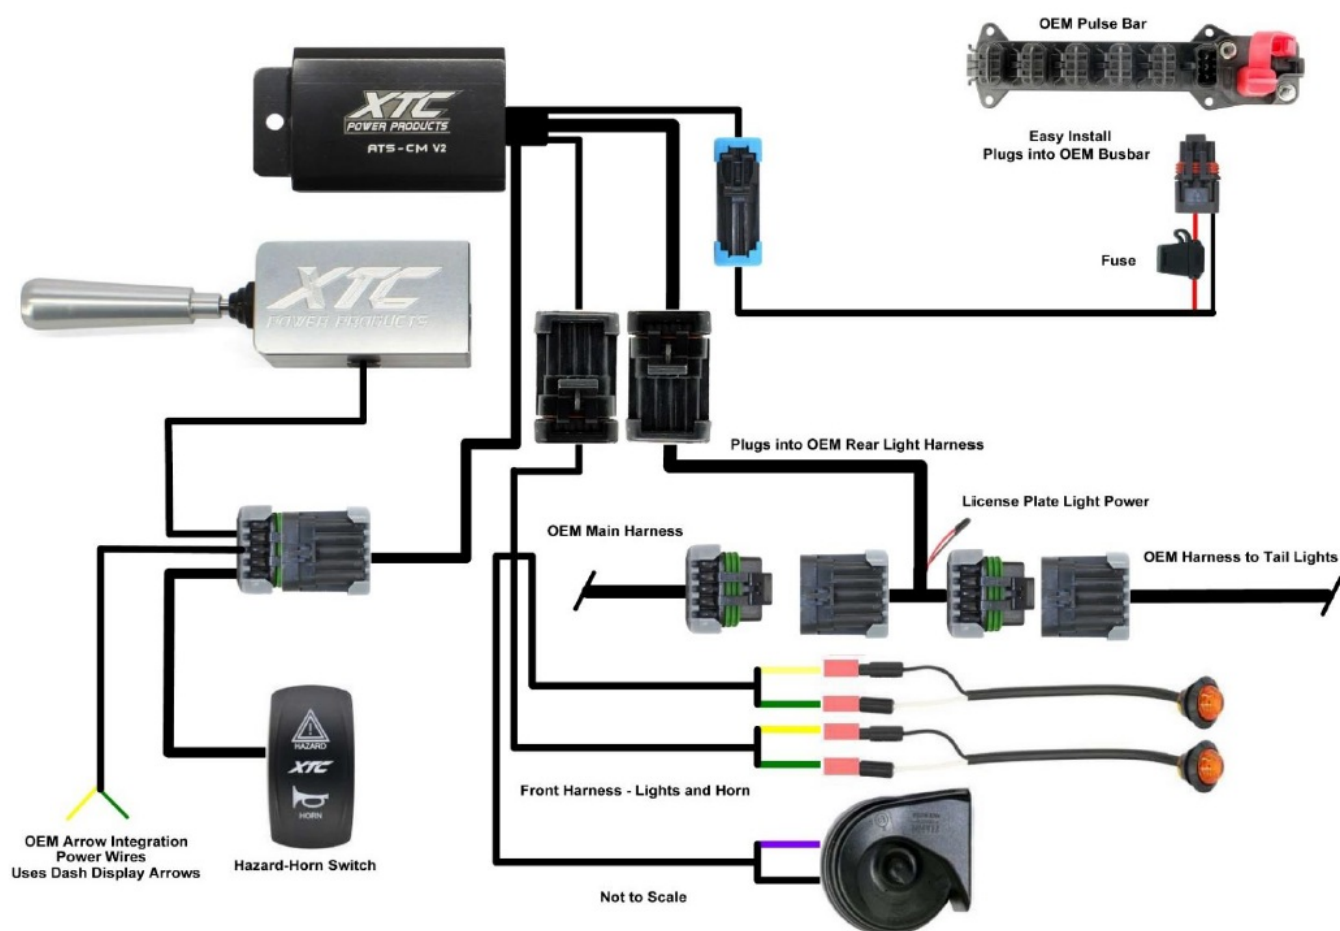 OEM Pulse Bar
XTC
POWER PRODUCTS
ATS-CM V2
Easy Install
Plugs into OEM Busbar
Fuse
XTC
POWER PRODUCTS
Plugs into OEM Rear Light Harness
License Plate Light Power
OEM Main Harness
OEM Harness to Tail Lights
HAZARD
XTC
HORN
Front Harness - Lights and Horn
OEM Arrow Integration
Power Wires
Uses Dash Display Arrows
Hazard-Horn Switch
Not to Scale